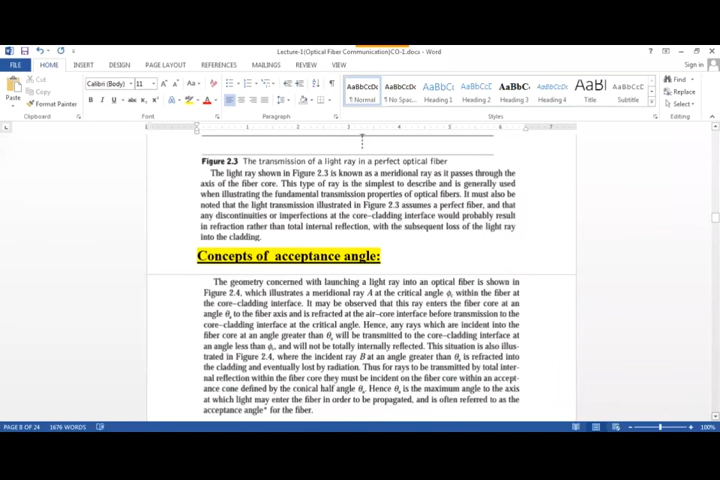 Lecture-1(Optical Fiber Communication)CO-1.docx - Word
Sign in
FILE HOME INSERT DESIGN PAGE LAYOUT REFERENCES MAILINGS REVIEW VIEW
Cut
Copy
Format Painter
Paste
Calibri (Body) 11
AaBbCcDc AaBbCcDc AaBbCc AaBbCcD AaBbC AaBbCcDc AaBl AaBbCcD
¶ Normal ¶ No Spac... Heading 1 Heading 2 Heading 3 Heading 4 Title Subtitle
Find
Replace
Select
Clipboard Font Paragraph Styles Editing
Figure 2.3 The transmission of a light ray in a perfect optical fiber
The light ray shown in Figure 2.3 is known as a meridional ray as it passes through the
axis of the fiber core. This type of ray is the simplest to describe and is generally used
when illustrating the fundamental transmission properties of optical fibers. It must also be
noted that the light transmission illustrated in Figure 2.3 assumes a perfect fiber, and that
any discontinuities or imperfections at the core–cladding interface would probably result
in refraction rather than total internal reflection, with the subsequent loss of the light ray
into the cladding.
Concepts of acceptance angle:
The geometry concerned with launching a light ray into an optical fiber is shown in
Figure 2.4, which illustrates a meridional ray A at the critical angle ϕc within the fiber at
the core–cladding interface. It may be observed that this ray enters the fiber core at an
angle θa to the fiber axis and is refracted at the air–core interface before transmission to the
core–cladding interface at the critical angle. Hence, any rays which are incident into the
fiber core at an angle greater than θa will be transmitted to the core–cladding interface at
an angle less than ϕc, and will not be totally internally reflected. This situation is also illus-
trated in Figure 2.4, where the incident ray B at an angle greater than θa is refracted into
the cladding and eventually lost by radiation. Thus for rays to be transmitted by total inter-
nal reflection within the fiber core they must be incident on the fiber core within an accept-
ance cone defined by the conical half angle θa. Hence θa is the maximum angle to the axis
at which light may enter the fiber in order to be propagated, and is often referred to as the
acceptance angle* for the fiber.
PAGE 8 OF 24 1676 WORDS
100%